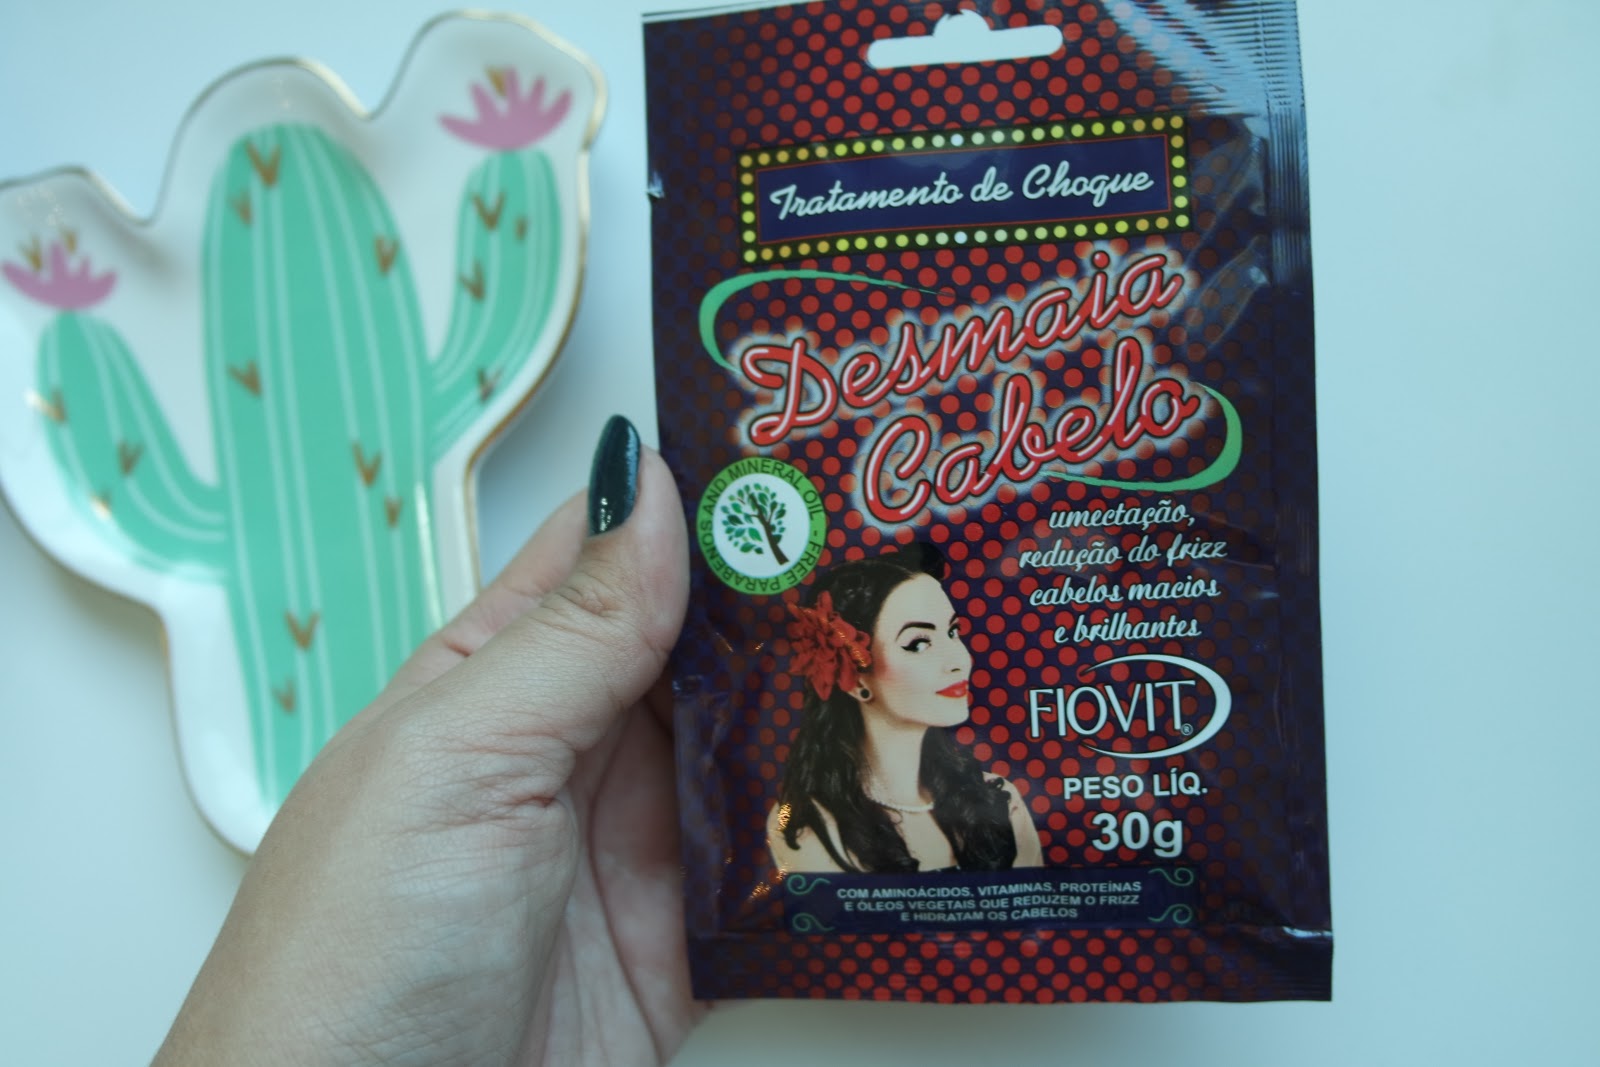 Tratamento de Choque
Desmaia
Cabelo
FREE PARABENOS AND MINERAL OIL -
umectação,
redução do frizz
cabelos macios
e brilhantes
FIOVIT®
PESO LÍQ.
30g
COM AMINOÁCIDOS, VITAMINAS, PROTEÍNAS
E ÓLEOS VEGETAIS QUE REDUZEM O FRIZZ
E HIDRATAM OS CABELOS